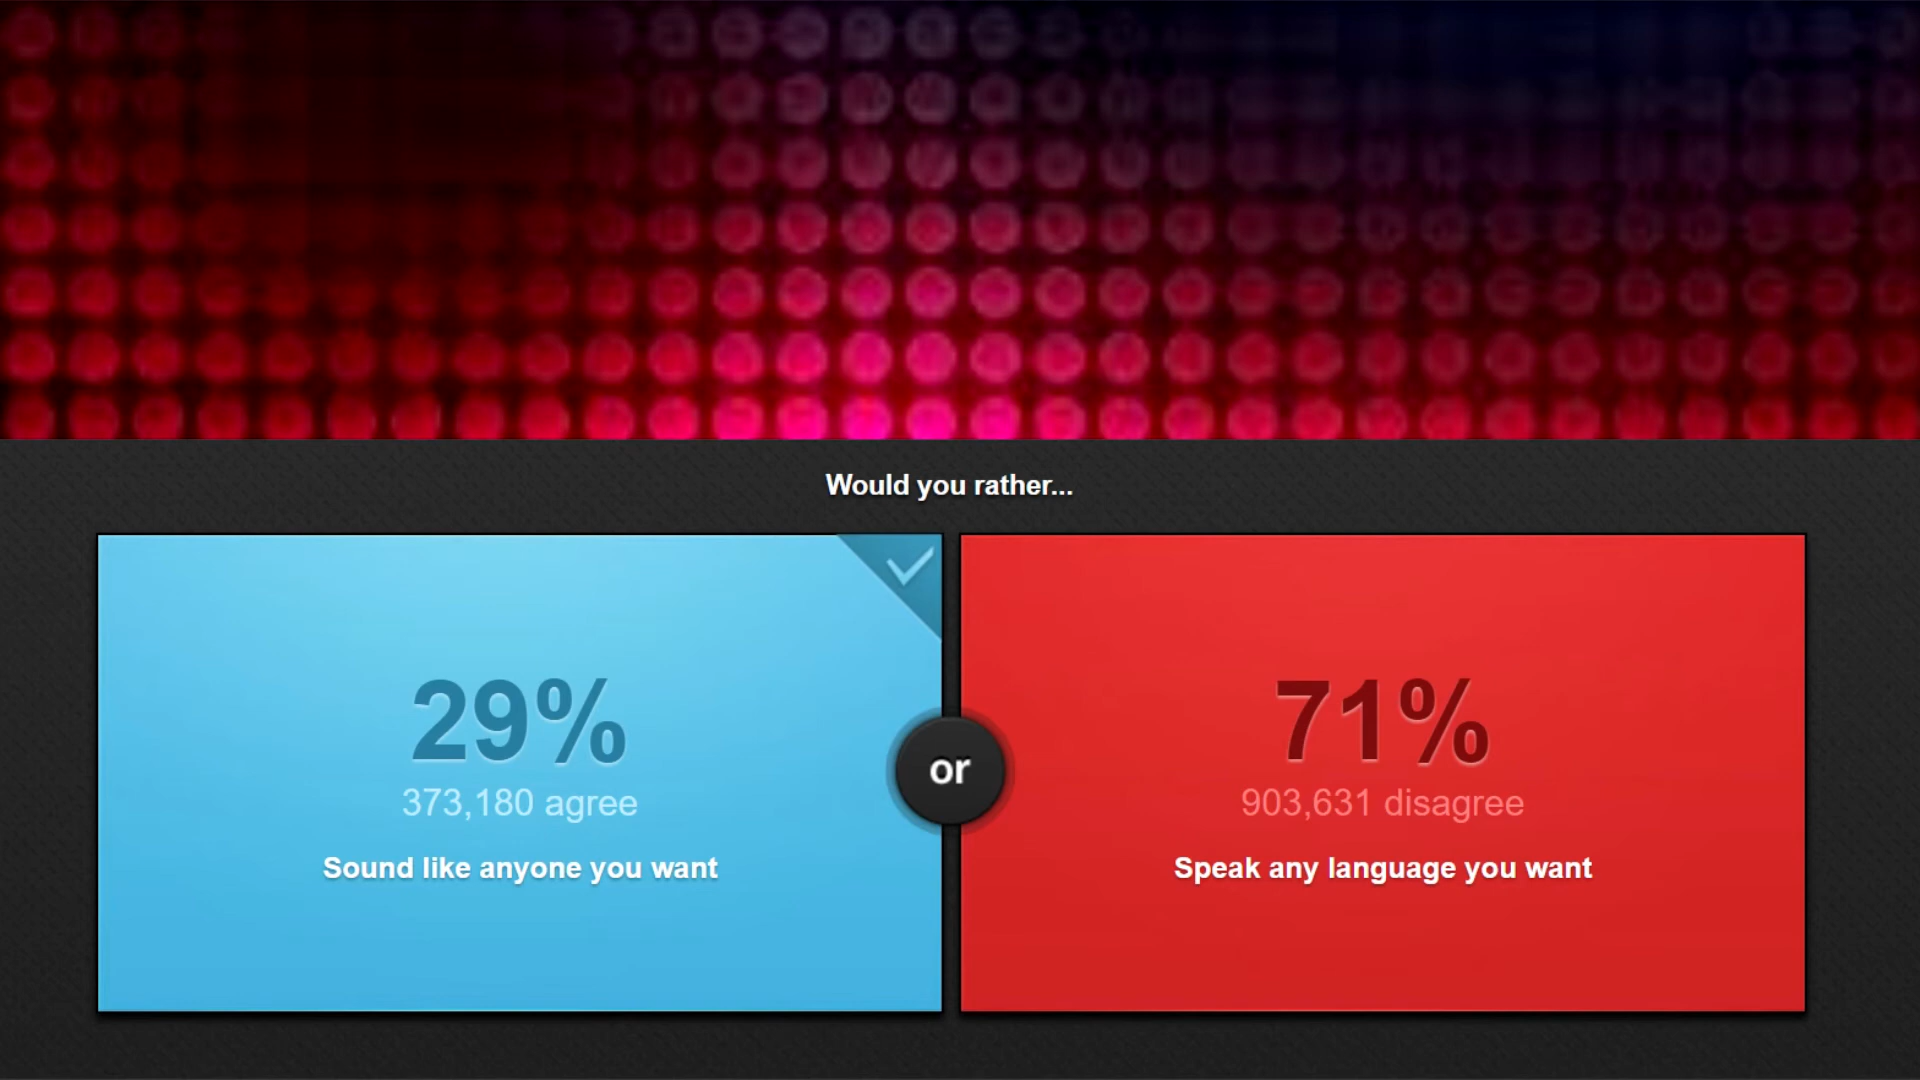 Would you rather...
29%
373,180 agree
Sound like anyone you want
or
71%
903,631 disagree
Speak any language you want